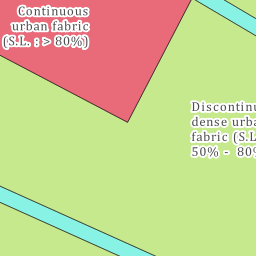 Continuous
urban fabric
(S.L. : > 80%)
Discontinu
dense urba
fabric (S.L
50% - 80%